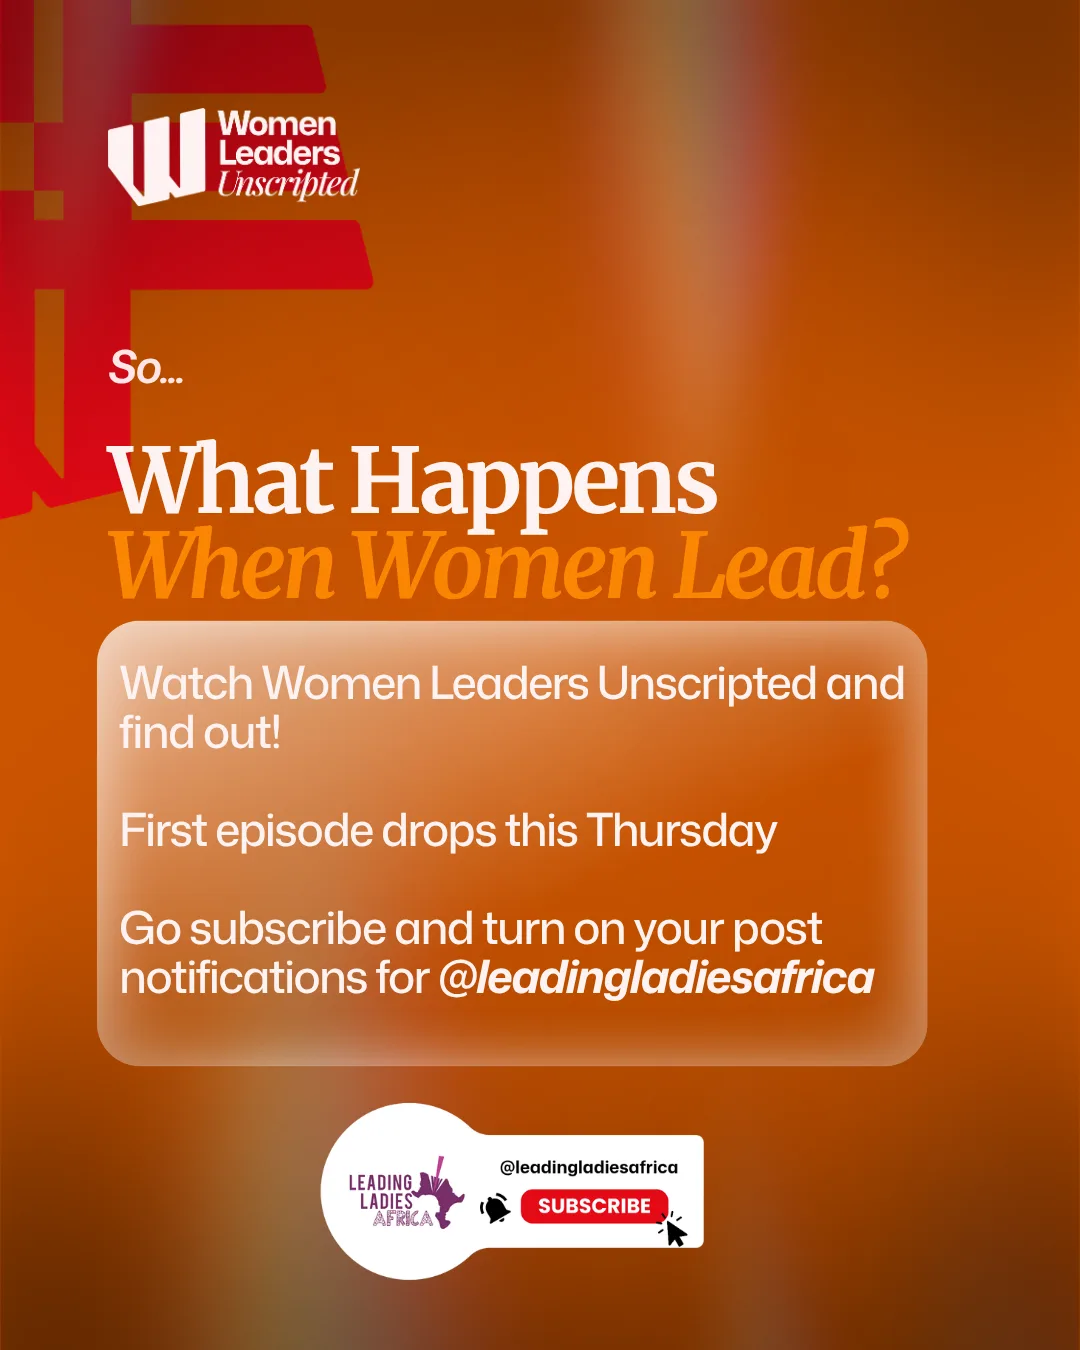 Women
Leaders
Unscripted
So...
What Happens
When Women Lead?
Watch Women Leaders Unscripted and
find out!
First episode drops this Thursday
Go subscribe and turn on your post
notifications for @leadingladiesafrica
LEADING
LADIES
AFRICA
@leadingladiesafrica
SUBSCRIBE